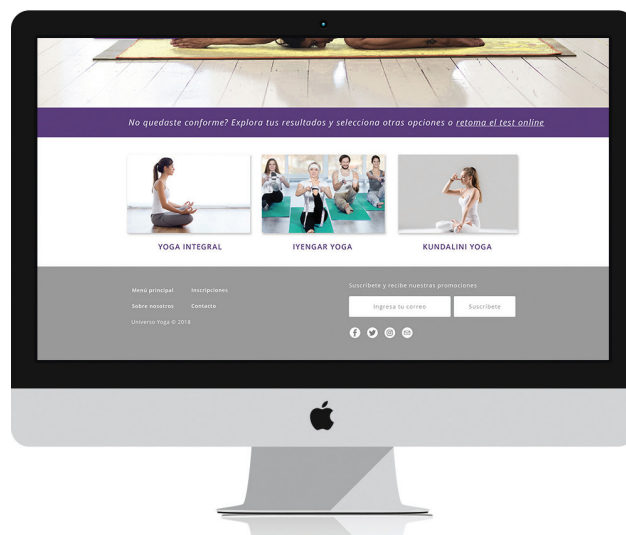 No quedaste conforme? Explora tus resultados y selecciona otras opciones o retoma el test online
YOGA INTEGRAL
IYENGAR YOGA
KUNDALINI YOGA
Menú principal
Inscripciones
Sobre nosotros
Contacto
Universo Yoga © 2018
Suscríbete y recibe nuestras promociones
Ingresa tu correo
Suscríbete